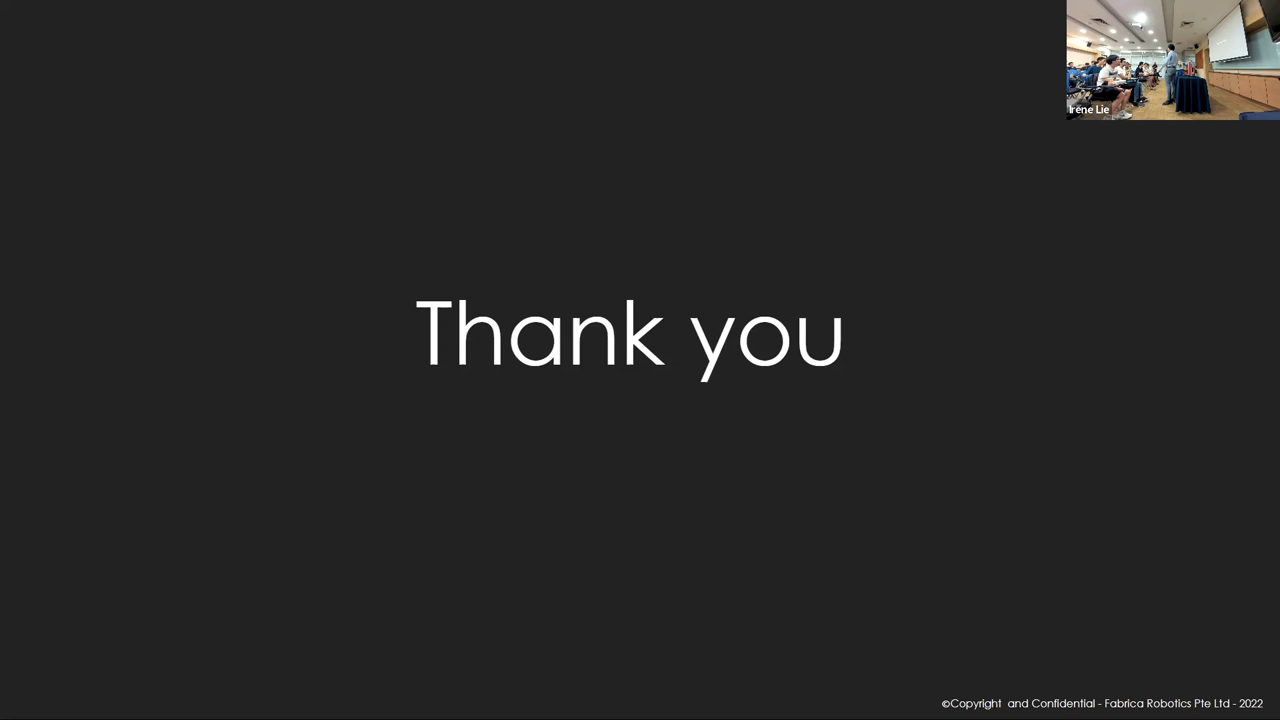 Irene Lie
Thank you
©Copyright and Confidential - Fabrica Robotics Pte Ltd - 2022